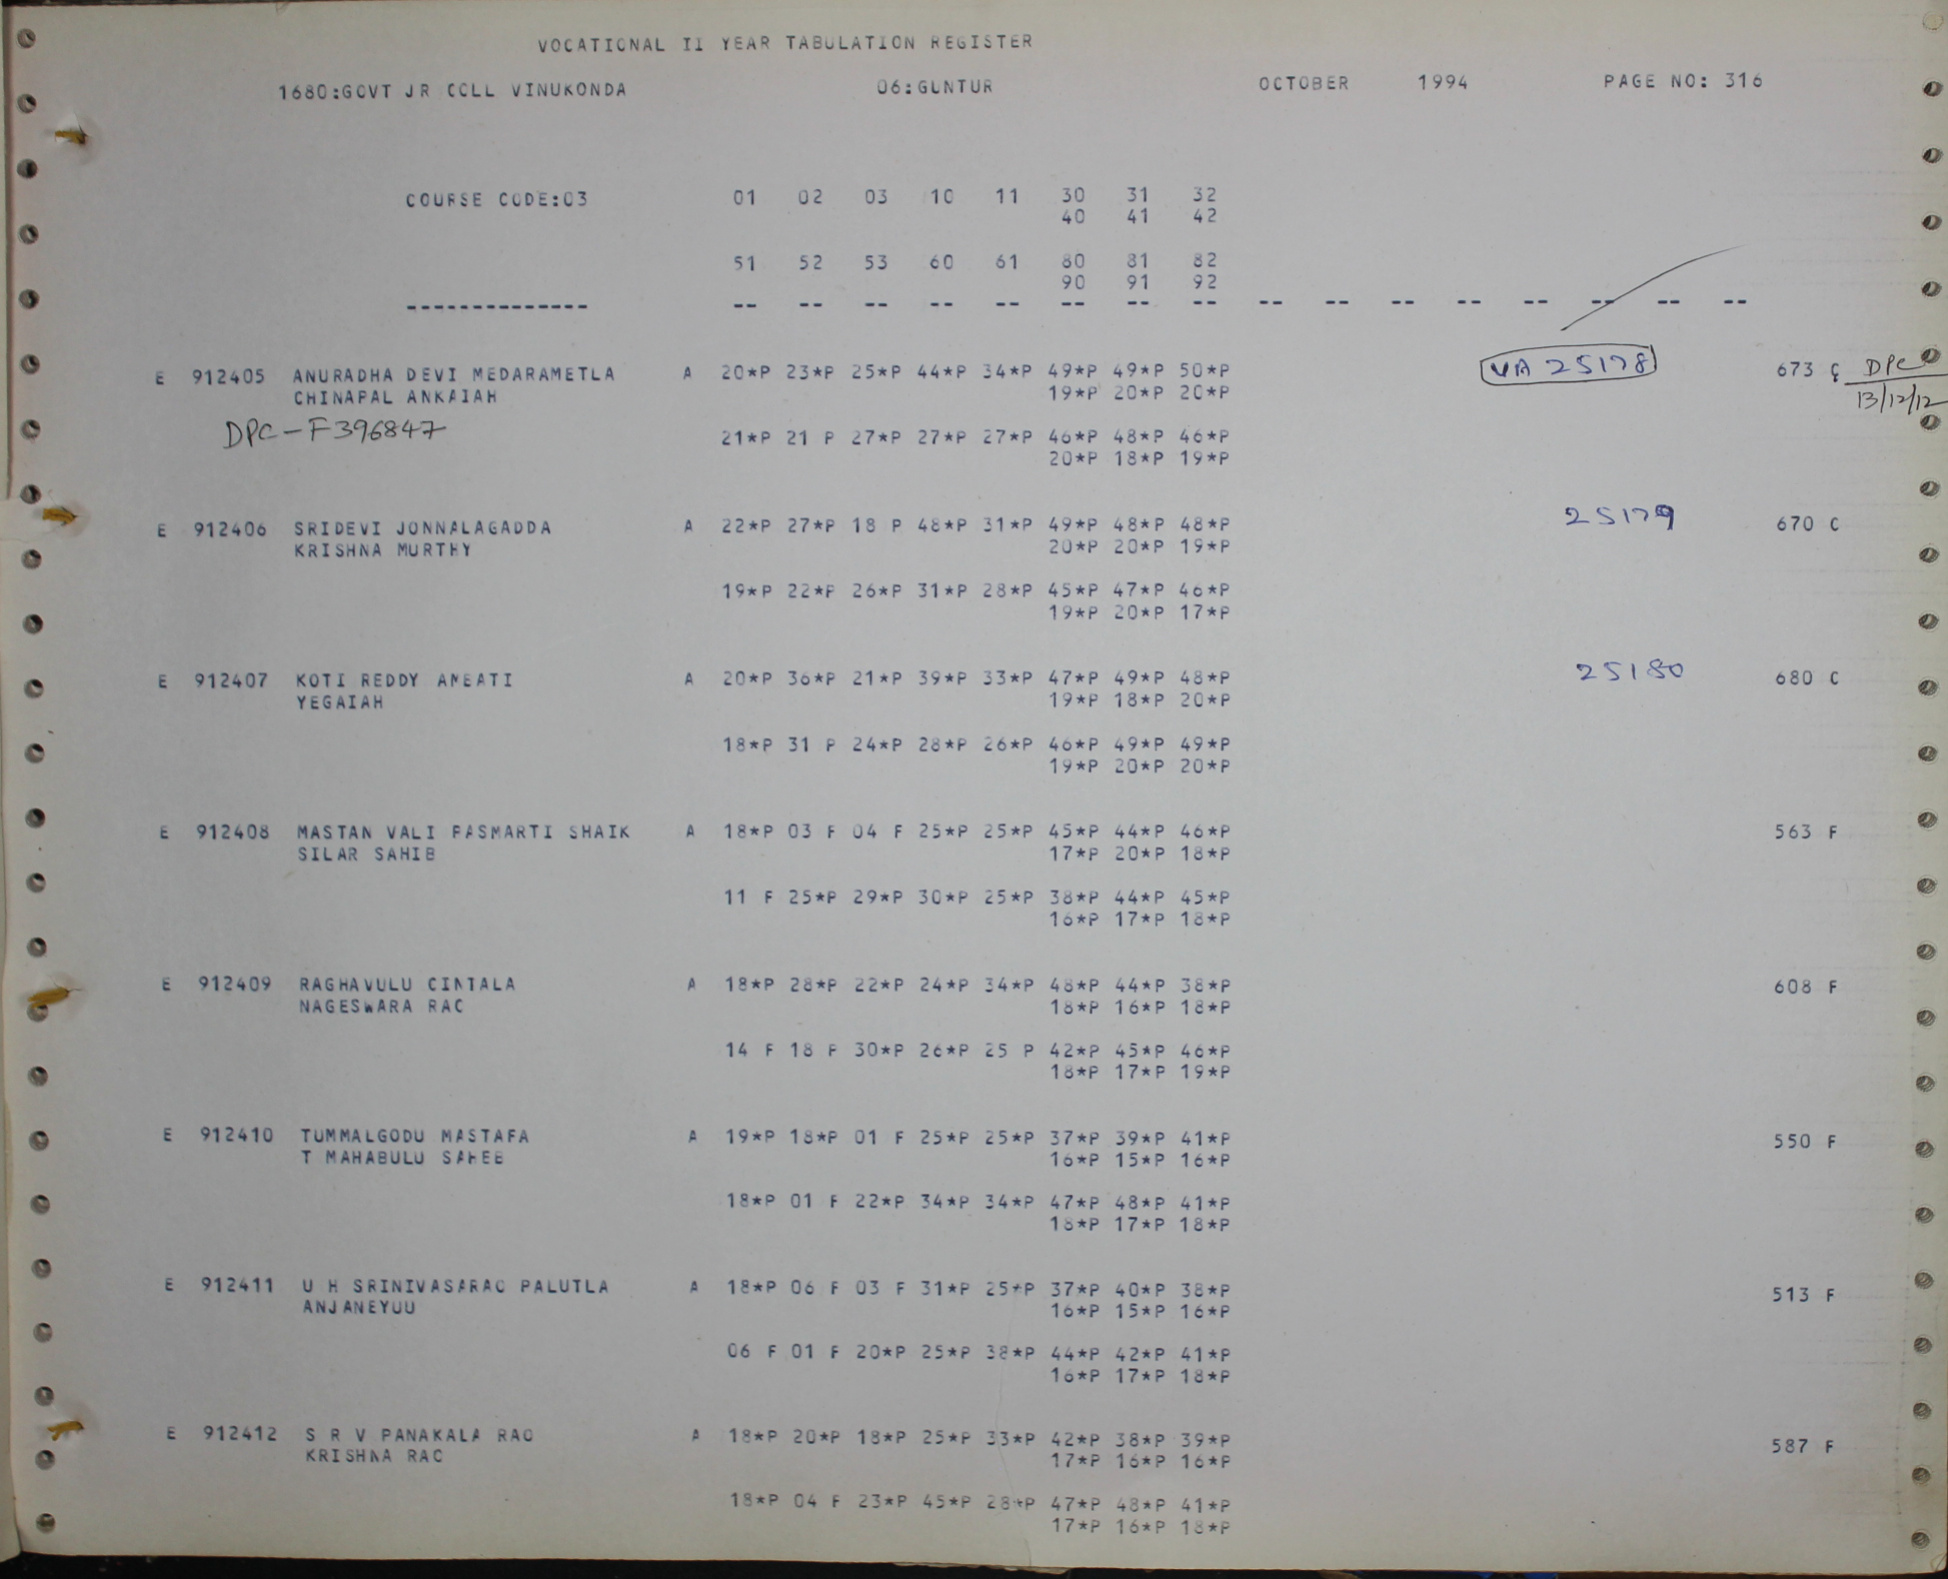 VOCATIONAL II YEAR TABULATION REGISTER
1680:GOVT JR COLL VINUKONDA 06:GUNTUR OCTOBER 1994 PAGE NO: 316
COURSE CODE:03 01 02 03 10 11 30 31 32
40 41 42
51 52 53 60 61 80 81 82
90 91 92
-------------- -- -- -- -- -- -- -- -- -- -- -- -- -- -- -- --
E 912405 ANURADHA DEVI MEDARAMETLA A 20*P 23*P 25*P 44*P 34*P 49*P 49*P 50*P VA 25178 673 C DPC
CHINAPAL ANKAIAH 19*P 20*P 20*P 13/12/12
DPC-F396847 21*P 21 P 27*P 27*P 27*P 46*P 48*P 46*P
20*P 18*P 19*P
E 912406 SRIDEVI JONNALAGADDA A 22*P 27*P 18 P 48*P 31*P 49*P 48*P 48*P 25179 670 C
KRISHNA MURTHY 20*P 20*P 19*P
19*P 22*P 26*P 31*P 28*P 45*P 47*P 46*P
19*P 20*P 17*P
E 912407 KOTI REDDY AMBATI A 20*P 36*P 21*P 39*P 33*P 47*P 49*P 48*P 25180 680 C
YEGAIAH 19*P 18*P 20*P
18*P 31 P 24*P 28*P 26*P 46*P 49*P 49*P
19*P 20*P 20*P
E 912408 MASTAN VALI PASMARTI SHAIK A 18*P 03 F 04 F 25*P 25*P 45*P 44*P 46*P 563 F
SILAR SAHIB 17*P 20*P 18*P
11 F 25*P 29*P 30*P 25*P 38*P 44*P 45*P
16*P 17*P 18*P
E 912409 RAGHAVULU CINTALA A 18*P 28*P 22*P 24*P 34*P 48*P 44*P 38*P 608 F
NAGESWARA RAO 18*P 16*P 18*P
14 F 18 P 30*P 26*P 25 P 42*P 45*P 46*P
18*P 17*P 19*P
E 912410 TUMMALGODU MASTAFA A 19*P 18*P 01 F 25*P 25*P 37*P 39*P 41*P 550 F
T MAHABULU SAHEB 16*P 15*P 16*P
18*P 01 F 22*P 34*P 34*P 47*P 48*P 41*P
18*P 17*P 18*P
E 912411 U H SRINIVASARAO PALUTLA A 18*P 06 F 03 F 31*P 25*P 37*P 40*P 38*P 513 F
ANJANEYUU 16*P 15*P 16*P
06 F 01 F 20*P 25*P 38*P 44*P 42*P 41*P
16*P 17*P 18*P
E 912412 S R V PANAKALA RAO A 18*P 20*P 18*P 25*P 33*P 42*P 38*P 39*P 587 F
KRISHNA RAO 17*P 16*P 16*P
18*P 04 F 23*P 45*P 28*P 47*P 48*P 41*P
17*P 16*P 18*P